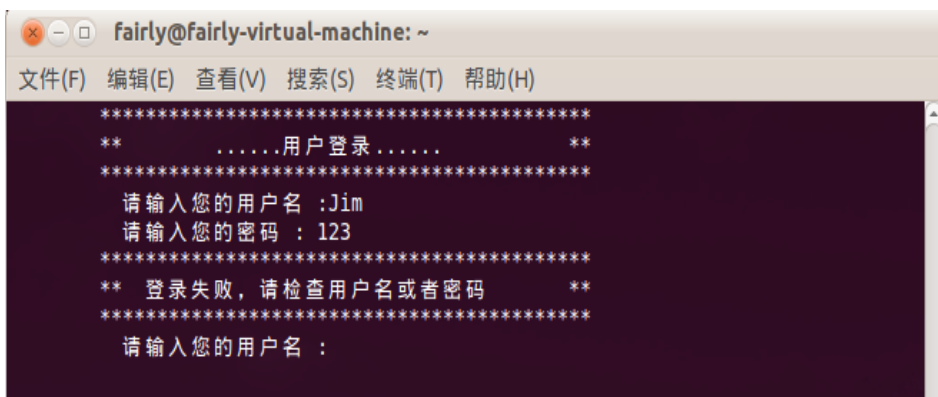 fairly@fairly-virtual-machine: ~
文件(F) 编辑(E) 查看(V) 搜索(S) 终端(T) 帮助(H)
*******************************************
** ......用户登录...... **
*******************************************
请输入您的用户名 :Jim
请输入您的密码 : 123
*******************************************
** 登录失败, 请检查用户名或者密码 **
*******************************************
请输入您的用户名 :